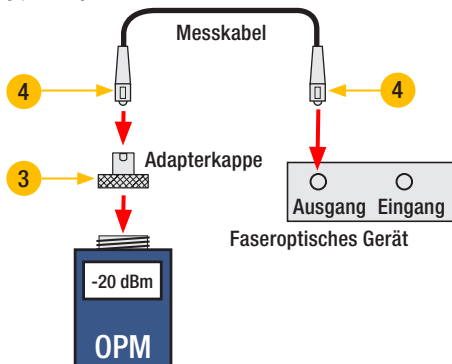 Messkabel
4
4
Adapterkappe
3
Ausgang Eingang
Faseroptisches Gerät
-20 dBm
OPM